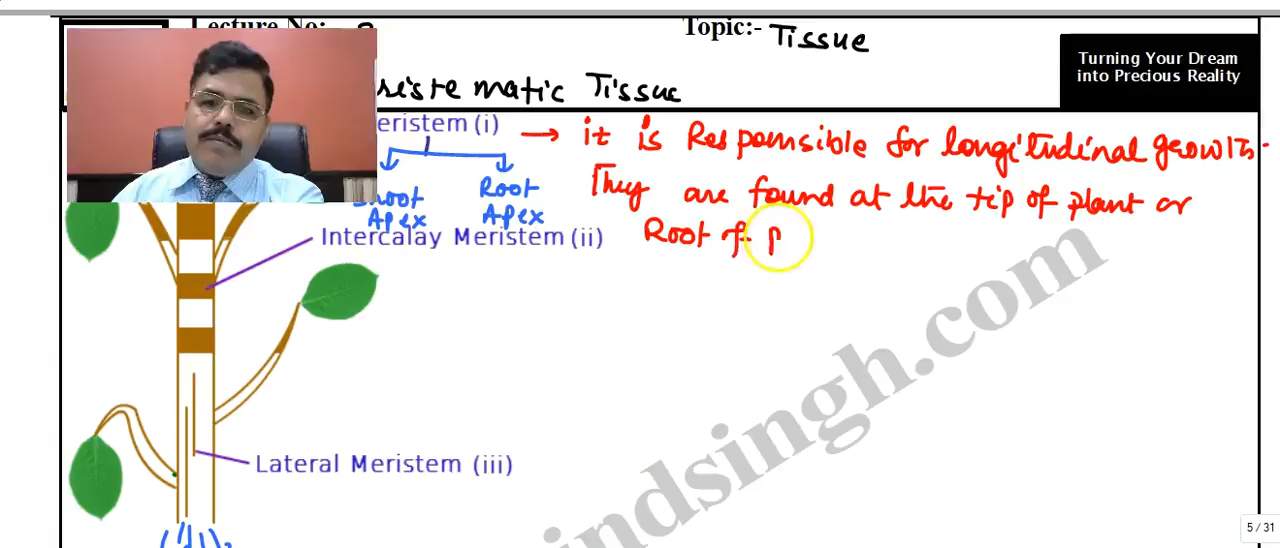 Lecture No:-
Topic:- Tissue
Turning Your Dream
into Precious Reality
riste matic Tissue
eristem (i) → it is Responsible for longitudinal growth.
They are found at the tip of plant or
Root of p
Shoot
Apex
Root
Apex
Intercalay Meristem (ii)
Lateral Meristem (iii)
indsingh.com
5 / 31